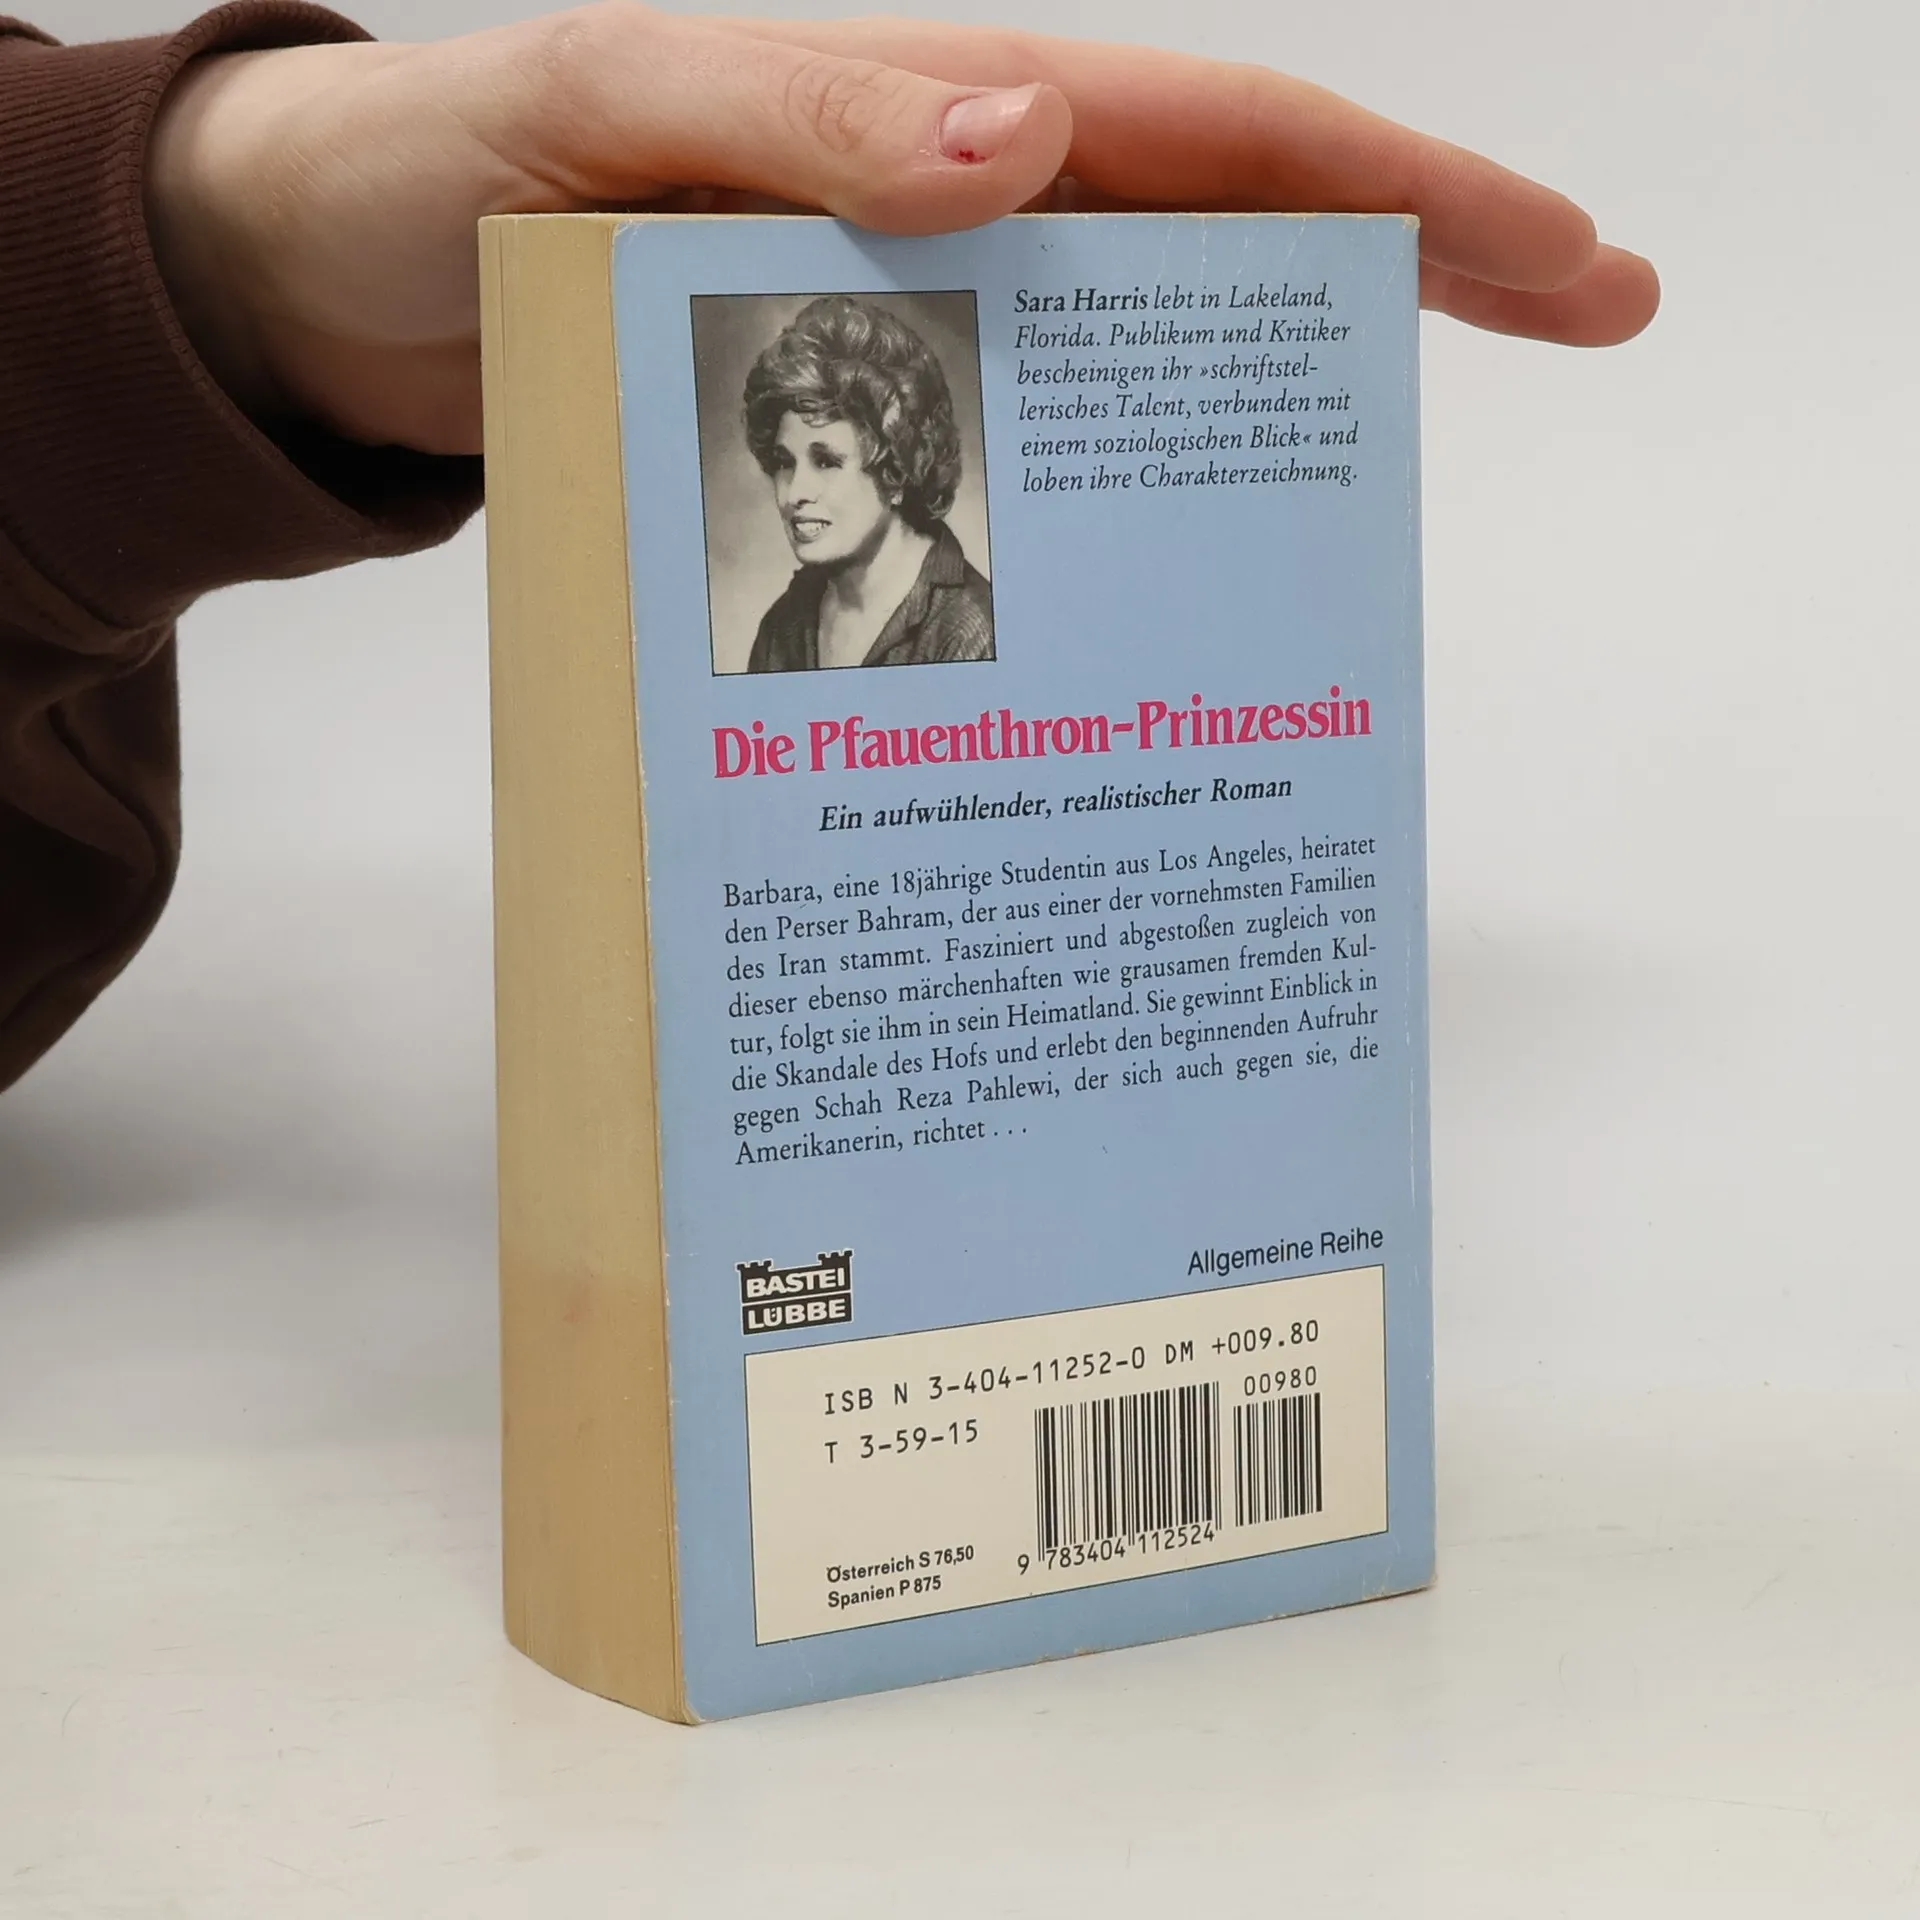 Sara Harris lebt in Lakeland,
Florida. Publikum und Kritiker
bescheinigen ihr »schriftstel-
lerisches Talent, verbunden mit
einem soziologischen Blick« und
loben ihre Charakterzeichnung.
Die Pfauenthron-Prinzessin
Ein aufwühlender, realistischer Roman
Barbara, eine 18jährige Studentin aus Los Angeles, heiratet
den Perser Bahram, der aus einer der vornehmsten Familien
des Iran stammt. Fasziniert und abgestoßen zugleich von
dieser ebenso märchenhaften wie grausamen fremden Kul-
tur, folgt sie ihm in sein Heimatland. Sie gewinnt Einblick in
die Skandale des Hofs und erlebt den beginnenden Aufruhr
gegen Schah Reza Pahlewi, der sich auch gegen sie, die
Amerikanerin, richtet . . .
BASTEI
LÜBBE
Allgemeine Reihe
ISB N 3-404-11252-0 DM +009.80
00980
T 3-59-15
9 783404 112524
Österreich S 76,50
Spanien P 875